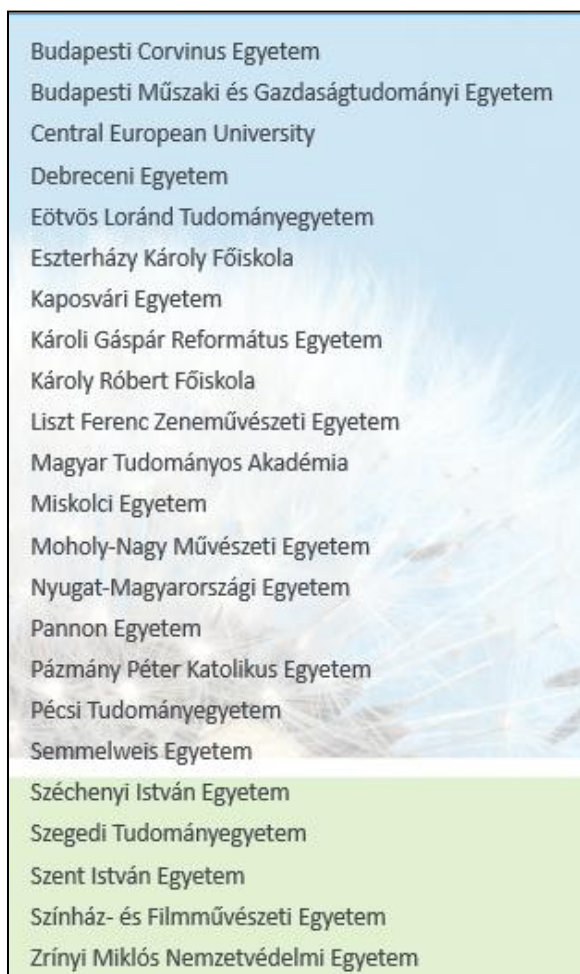 Budapesti Corvinus Egyetem
Budapesti Műszaki és Gazdaságtudományi Egyetem
Central European University
Debreceni Egyetem
Eötvös Loránd Tudományegyetem
Eszterházy Károly Főiskola
Kaposvári Egyetem
Károli Gáspár Református Egyetem
Károly Róbert Főiskola
Liszt Ferenc Zeneművészeti Egyetem
Magyar Tudományos Akadémia
Miskolci Egyetem
Moholy-Nagy Művészeti Egyetem
Nyugat-Magyarországi Egyetem
Pannon Egyetem
Pázmány Péter Katolikus Egyetem
Pécsi Tudományegyetem
Semmelweis Egyetem
Széchenyi István Egyetem
Szegedi Tudományegyetem
Szent István Egyetem
Színház- és Filmművészeti Egyetem
Zrínyi Miklós Nemzetvédelmi Egyetem